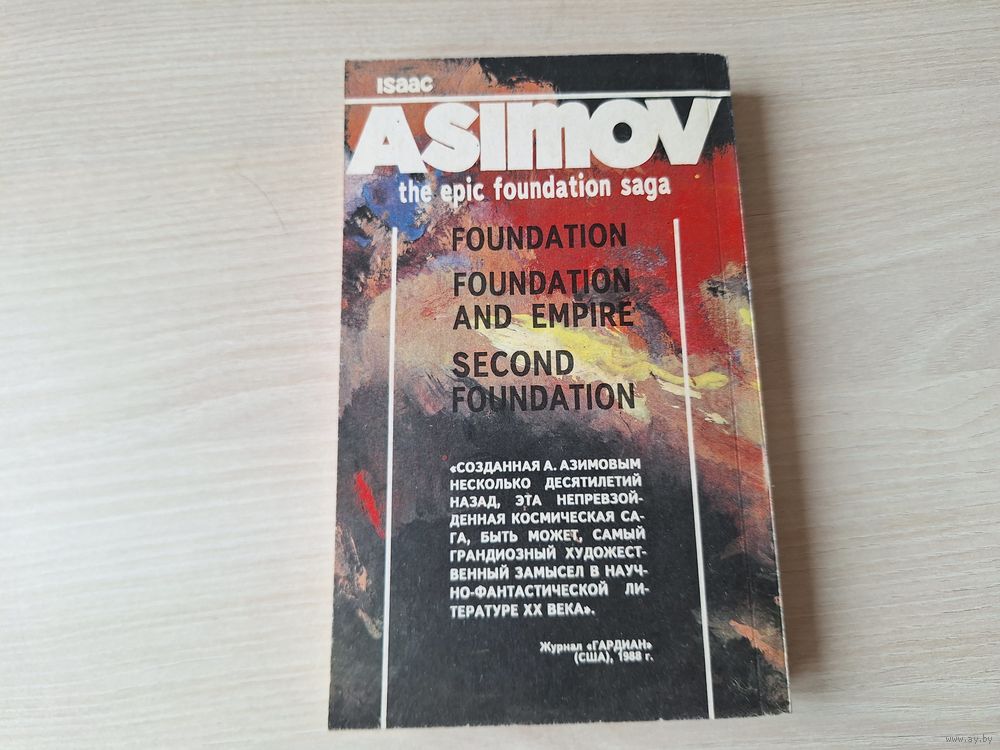 Isaac
ASIMOV
the epic foundation saga
FOUNDATION
FOUNDATION
AND EMPIRE
SECOND
FOUNDATION
«СОЗДАННАЯ А. АЗИМОВЫМ
НЕСКОЛЬКО ДЕСЯТИЛЕТИЙ
НАЗАД, ЭТА НЕПРЕВЗОЙ-
ДЕННАЯ КОСМИЧЕСКАЯ СА-
ГА, БЫТЬ МОЖЕТ, САМЫЙ
ГРАНДИОЗНЫЙ ХУДОЖЕСТ-
ВЕННЫЙ ЗАМЫСЕЛ В НАУЧ-
НО-ФАНТАСТИЧЕСКОЙ ЛИ-
ТЕРАТУРЕ XX ВЕКА».
Журнал «ГАРДИАН»
(США), 1988 г.
www.ay.by